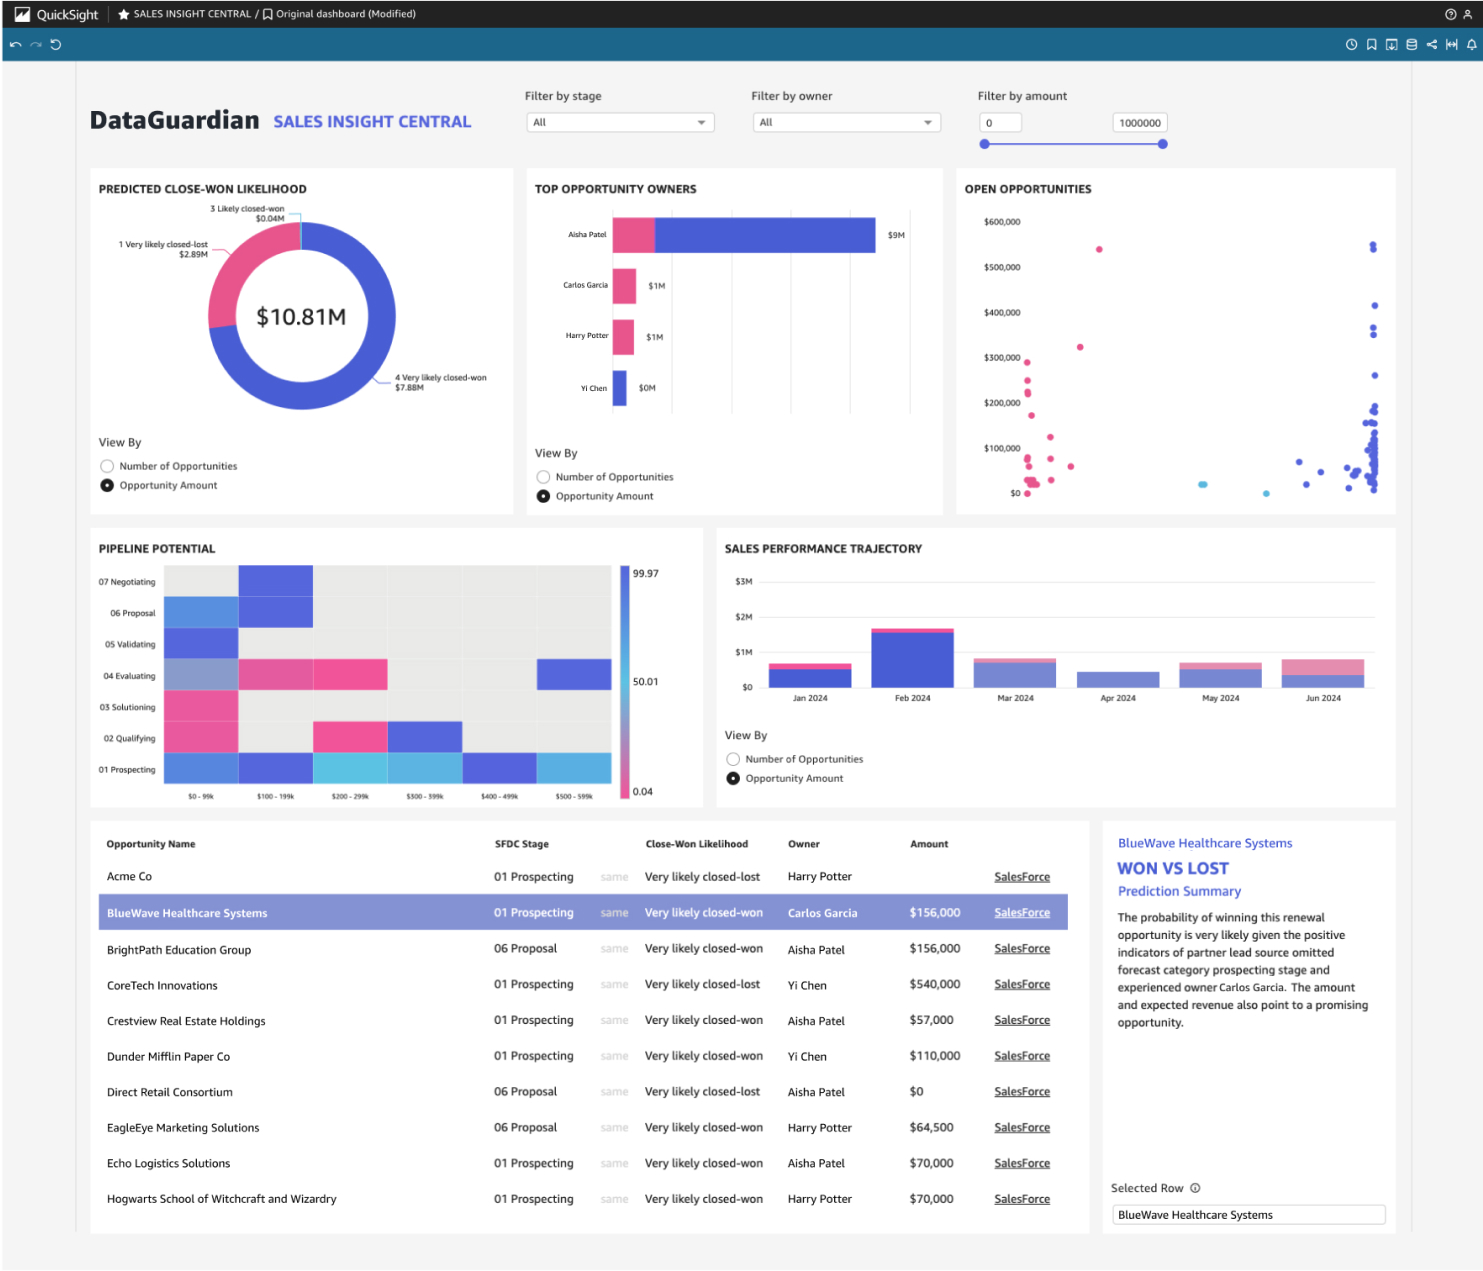 QuickSight
SALES INSIGHT CENTRAL / Original dashboard (Modified)
DataGuardian SALES INSIGHT CENTRAL
Filter by stage
All
Filter by owner
All
Filter by amount
0
1000000
PREDICTED CLOSE-WON LIKELIHOOD
3 Likely closed-won
$0.04M
1 Very likely closed-lost
$2.89M
$10.81M
4 Very likely closed-won
$7.88M
View By
Number of Opportunities
Opportunity Amount
TOP OPPORTUNITY OWNERS
Aisha Patel $9M
Carlos Garcia $1M
Harry Potter $1M
Yi Chen $0M
View By
Number of Opportunities
Opportunity Amount
OPEN OPPORTUNITIES
$600,000
$500,000
$400,000
$300,000
$200,000
$100,000
$0
PIPELINE POTENTIAL
07 Negotiating
06 Proposal
05 Validating
04 Evaluating
03 Solutioning
02 Qualifying
01 Prospecting
$0 - 99k $100 - 199k $200 - 299k $300 - 399k $400 - 499k $500 - 599k
99.97
50.01
0.04
SALES PERFORMANCE TRAJECTORY
$3M
$2M
$1M
$0
Jan 2024 Feb 2024 Mar 2024 Apr 2024 May 2024 Jun 2024
View By
Number of Opportunities
Opportunity Amount
Opportunity Name SFDC Stage Close-Won Likelihood Owner Amount
Acme Co 01 Prospecting same Very likely closed-lost Harry Potter SalesForce
BlueWave Healthcare Systems 01 Prospecting same Very likely closed-won Carlos Garcia $156,000 SalesForce
BrightPath Education Group 06 Proposal same Very likely closed-won Aisha Patel $156,000 SalesForce
CoreTech Innovations 01 Prospecting same Very likely closed-lost Yi Chen $540,000 SalesForce
Crestview Real Estate Holdings 01 Prospecting same Very likely closed-won Aisha Patel $57,000 SalesForce
Dunder Mifflin Paper Co 01 Prospecting same Very likely closed-won Yi Chen $110,000 SalesForce
Direct Retail Consortium 06 Proposal same Very likely closed-lost Aisha Patel $0 SalesForce
EagleEye Marketing Solutions 06 Proposal same Very likely closed-won Harry Potter $64,500 SalesForce
Echo Logistics Solutions 01 Prospecting same Very likely closed-won Aisha Patel $70,000 SalesForce
Hogwarts School of Witchcraft and Wizardry 01 Prospecting same Very likely closed-won Harry Potter $70,000 SalesForce
BlueWave Healthcare Systems
WON VS LOST
Prediction Summary
The probability of winning this renewal
opportunity is very likely given the positive
indicators of partner lead source omitted
forecast category prospecting stage and
experienced owner Carlos Garcia. The amount
and expected revenue also point to a promising
opportunity.
Selected Row
BlueWave Healthcare Systems